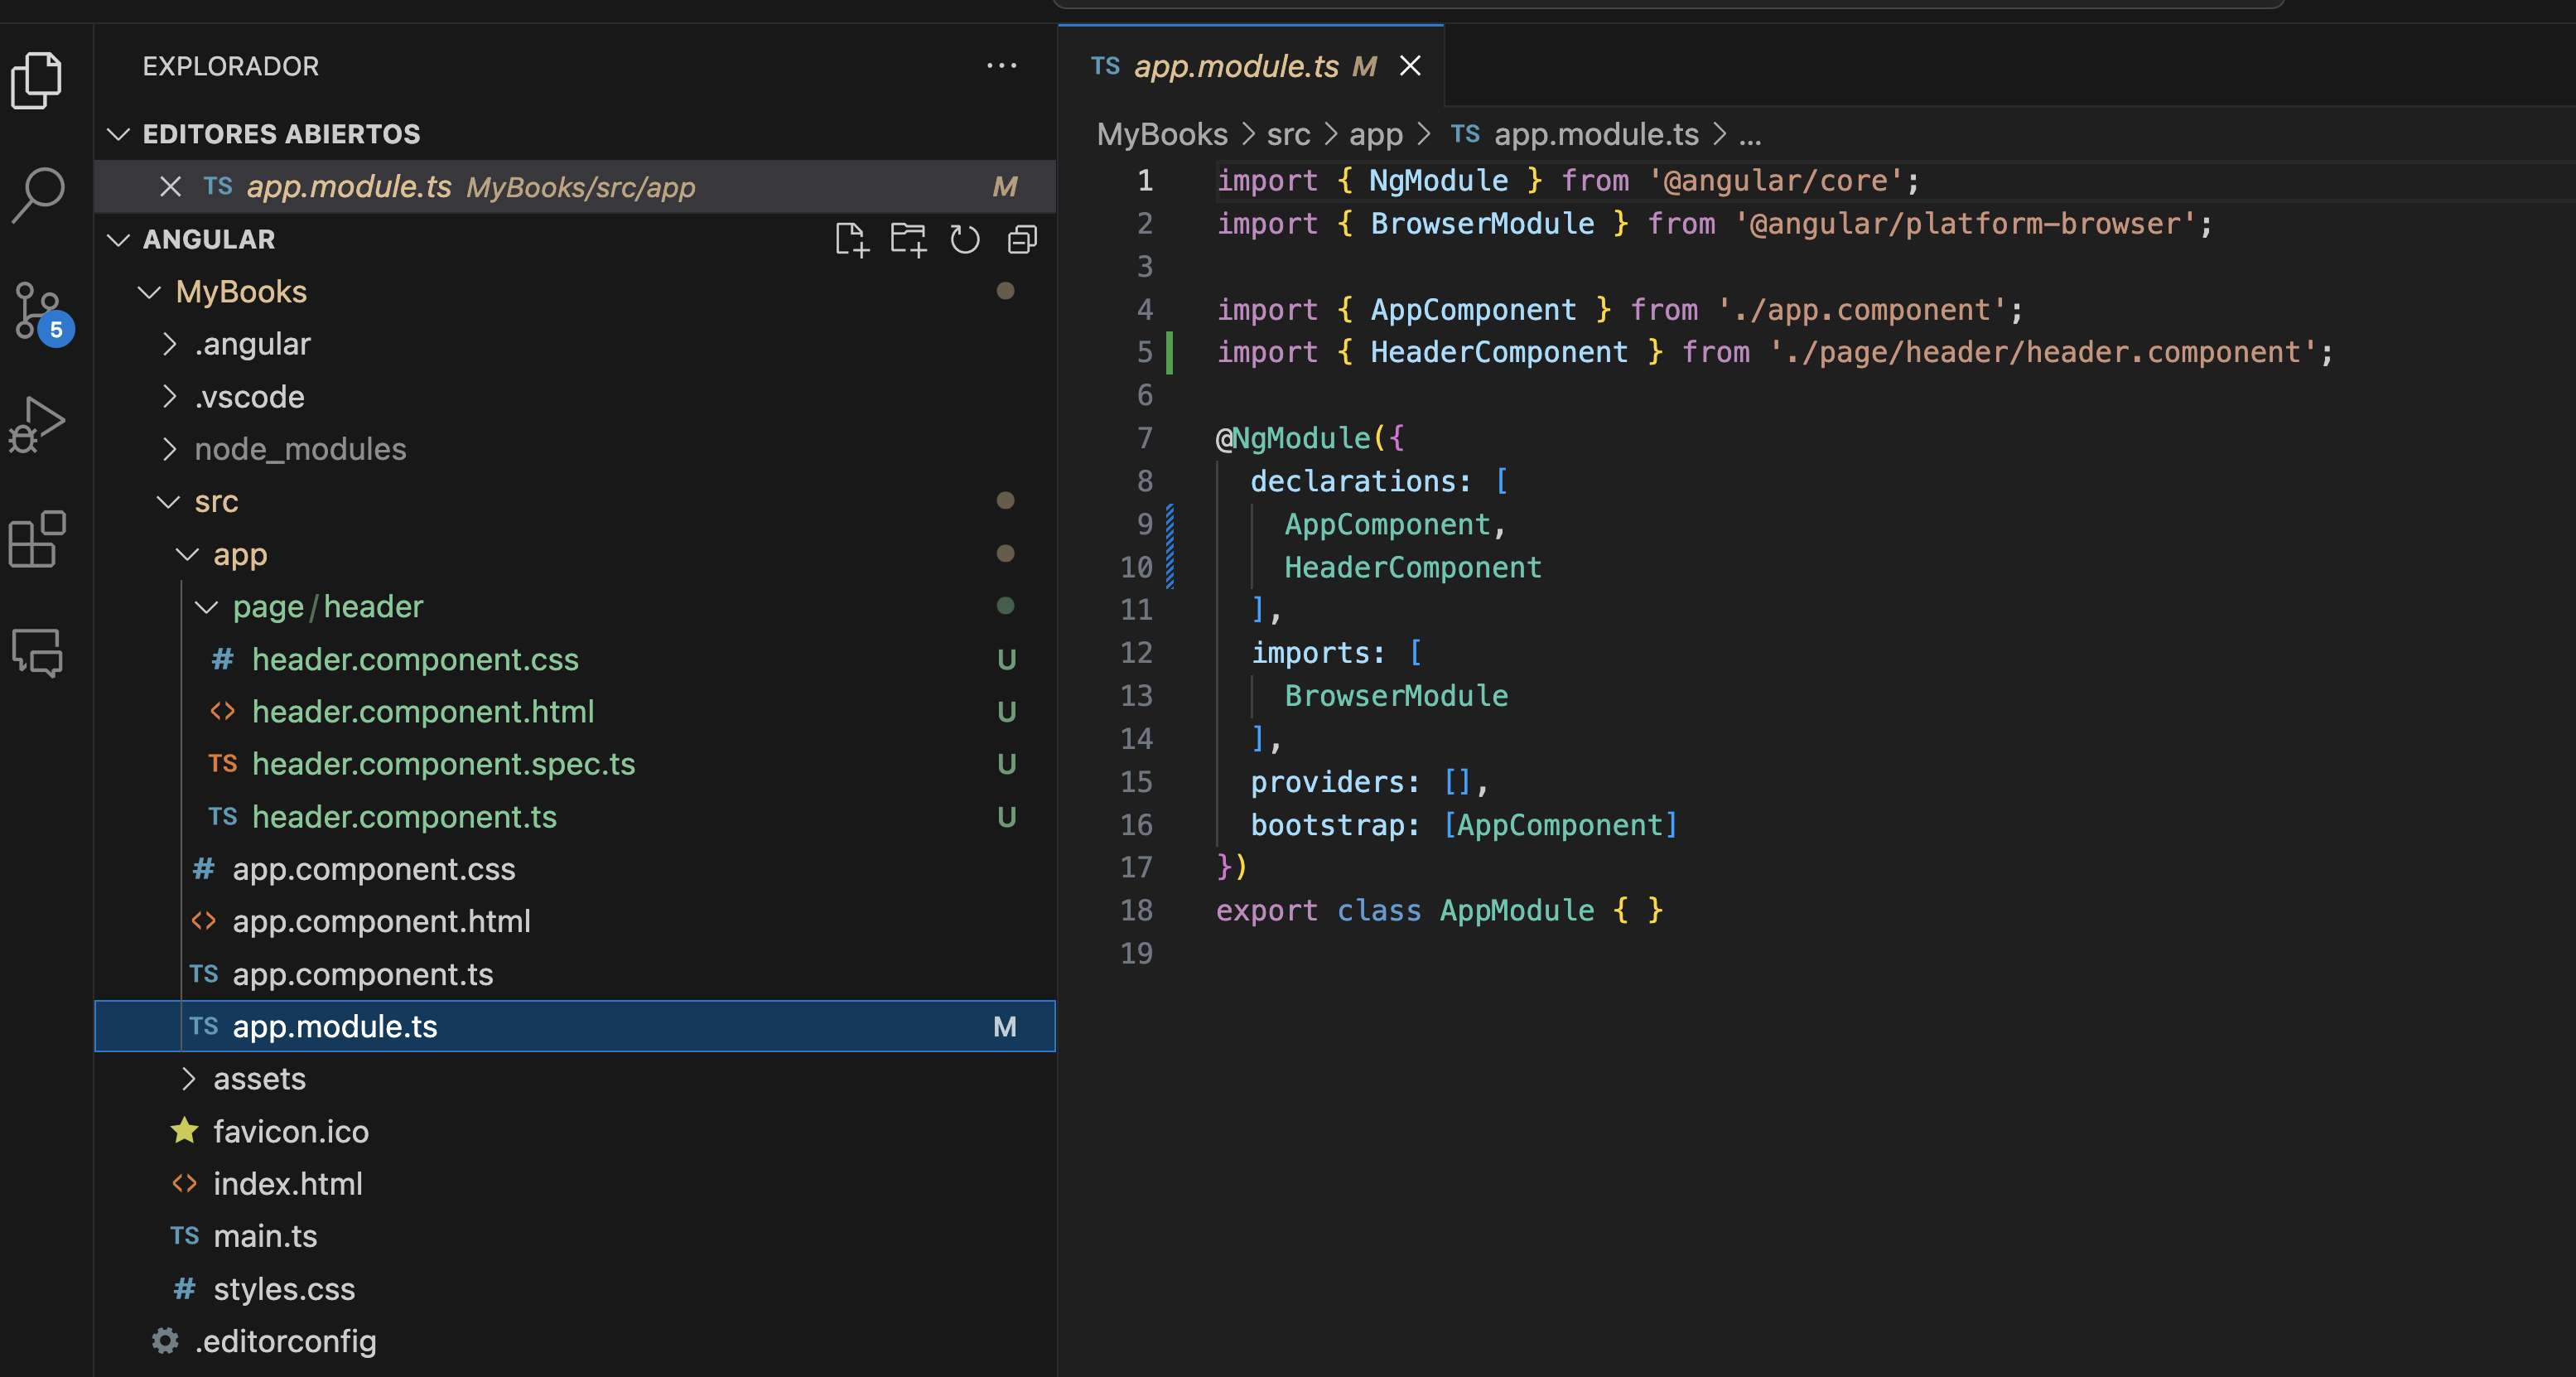 EXPLORADOR
EDITORES ABIERTOS
TS app.module.ts MyBooks/src/app M
ANGULAR
MyBooks
.angular
.vscode
node_modules
src
app
page/header
# header.component.css U
<> header.component.html U
TS header.component.spec.ts U
TS header.component.ts U
# app.component.css
<> app.component.html
TS app.component.ts
TS app.module.ts M
assets
favicon.ico
<> index.html
TS main.ts
# styles.css
.editorconfig
5
TS app.module.ts M
MyBooks > src > app > TS app.module.ts > ...
1 import { NgModule } from '@angular/core';
2 import { BrowserModule } from '@angular/platform-browser';
3
4 import { AppComponent } from './app.component';
5 import { HeaderComponent } from './page/header/header.component';
6
7 @NgModule({
8 declarations: [
9 AppComponent,
10 HeaderComponent
11 ],
12 imports: [
13 BrowserModule
14 ],
15 providers: [],
16 bootstrap: [AppComponent]
17 })
18 export class AppModule { }
19